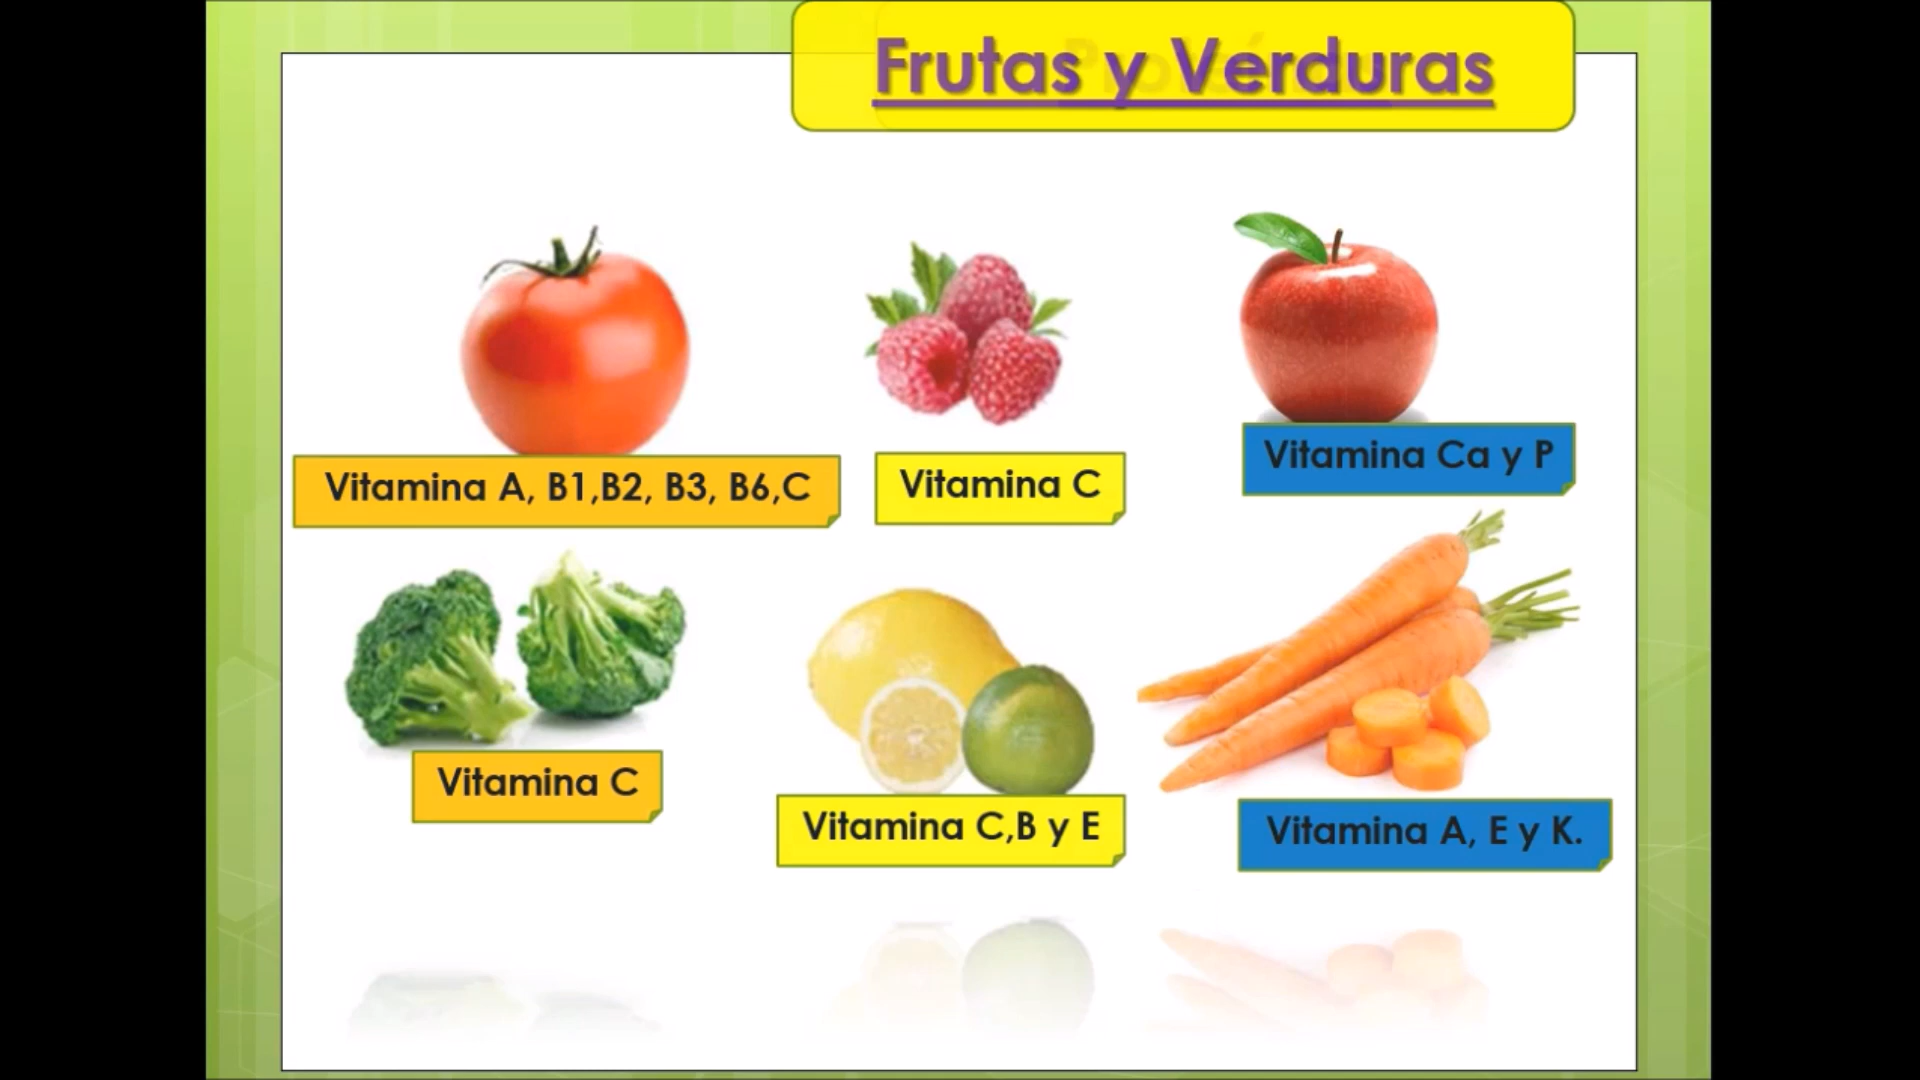 Frutas y Verduras
Vitamina A, B1,B2, B3, B6,C
Vitamina C
Vitamina Ca y P
Vitamina C
Vitamina C,B y E
Vitamina A, E y K.